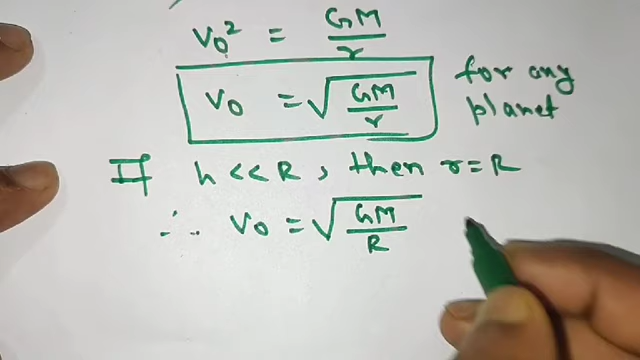 V₀² = GM/r
V₀ = √(GM/r) for any planet
If h << R, then r = R
∴ V₀ = √(GM/R)